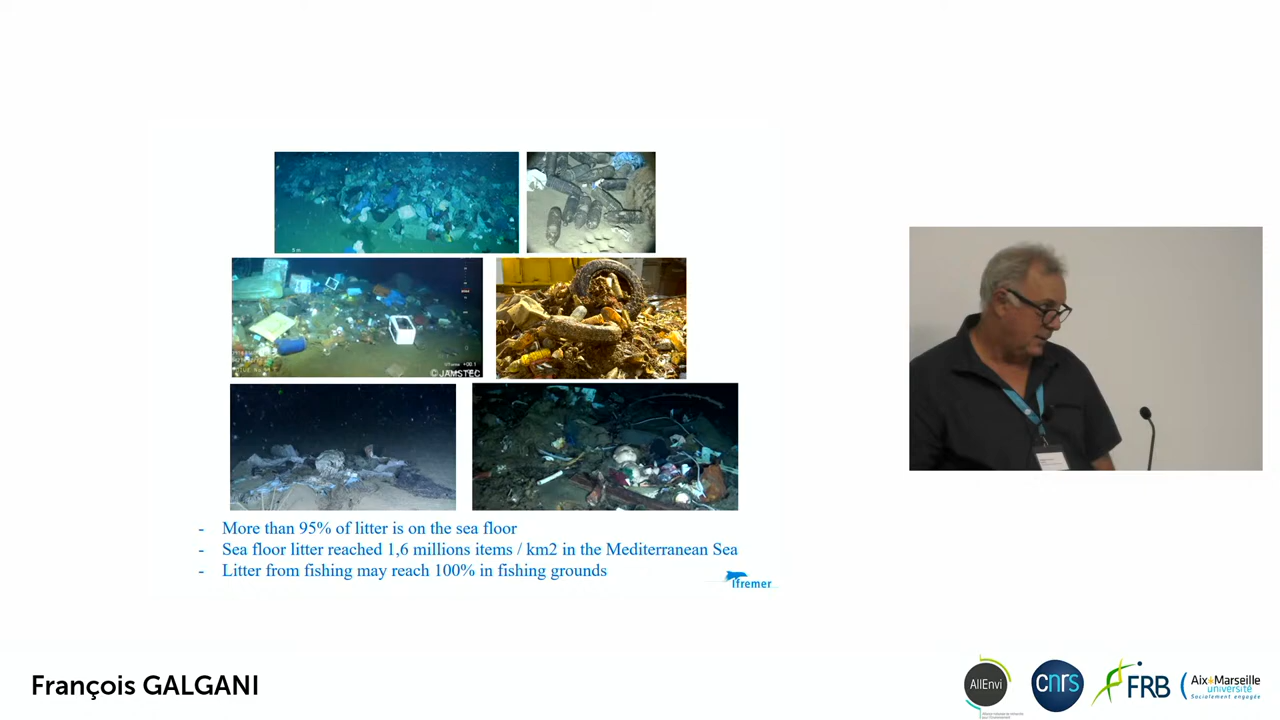 ©JAMSTEC
- More than 95% of litter is on the sea floor
- Sea floor litter reached 1,6 millions items / km2 in the Mediterranean Sea
- Litter from fishing may reach 100% in fishing grounds
Ifremer
François GALGANI
AllEnvi
cnrs
FRB
Aix+Marseille
université
Socialement engagée